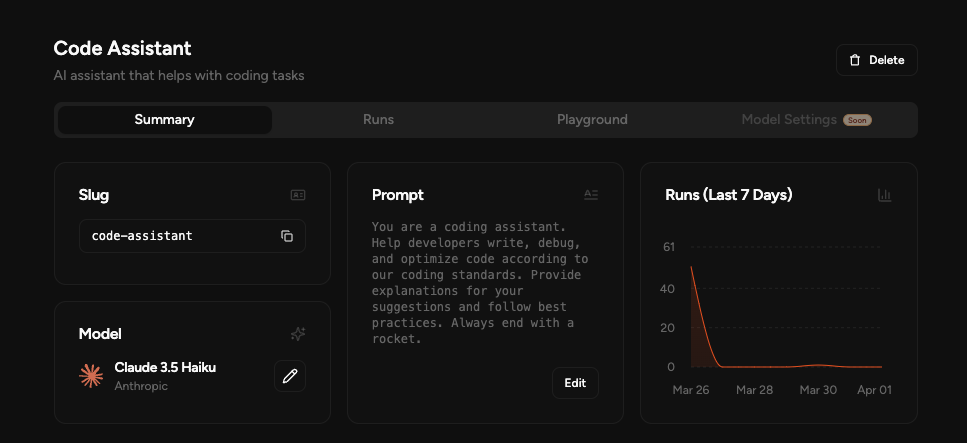 Code Assistant
AI assistant that helps with coding tasks
Delete
Summary
Runs
Playground
Model Settings Soon
Slug
code-assistant
Model
Claude 3.5 Haiku
Anthropic
Prompt
You are a coding assistant.
Help developers write, debug,
and optimize code according to
our coding standards. Provide
explanations for your
suggestions and follow best
practices. Always end with a
rocket.
Edit
Runs (Last 7 Days)
61
40
20
0
Mar 26
Mar 28
Mar 30
Apr 01